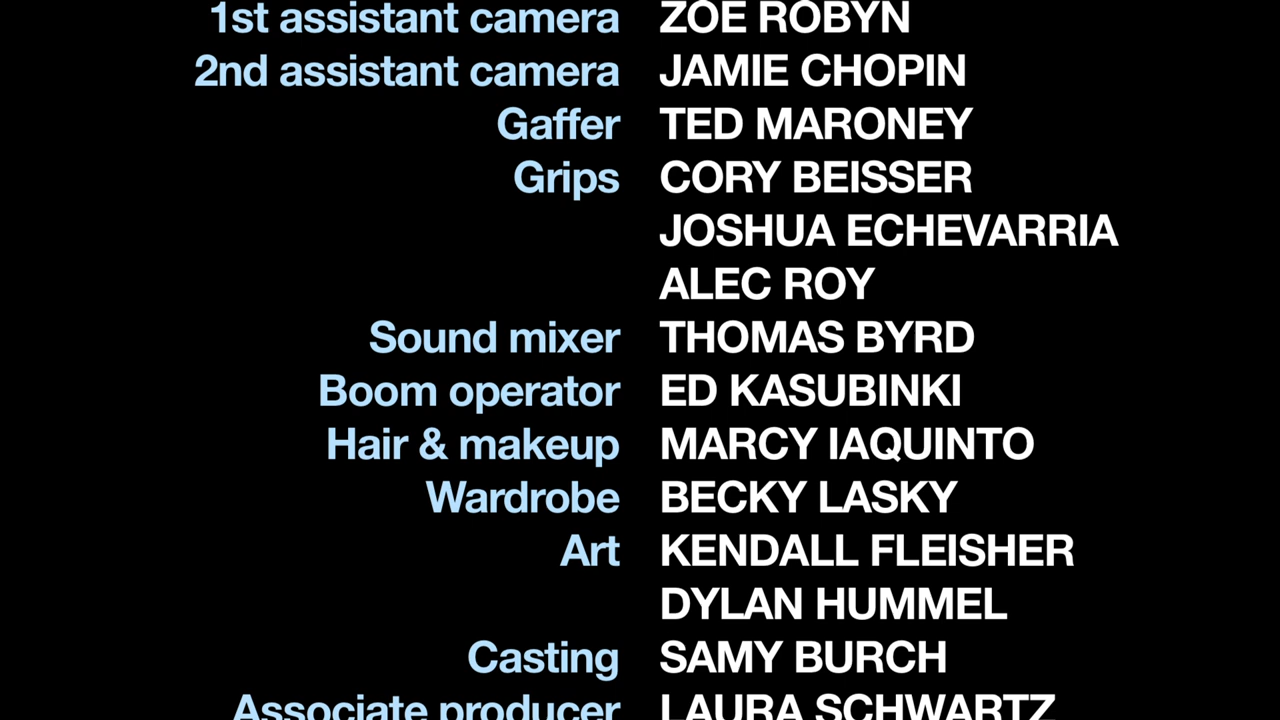 1st assistant camera ZOE ROBYN
2nd assistant camera JAMIE CHOPIN
Gaffer TED MARONEY
Grips CORY BEISSER
JOSHUA ECHEVARRIA
ALEC ROY
Sound mixer THOMAS BYRD
Boom operator ED KASUBINKI
Hair & makeup MARCY IAQUINTO
Wardrobe BECKY LASKY
Art KENDALL FLEISHER
DYLAN HUMMEL
Casting SAMY BURCH
Associate producer LAURA SCHWARTZ